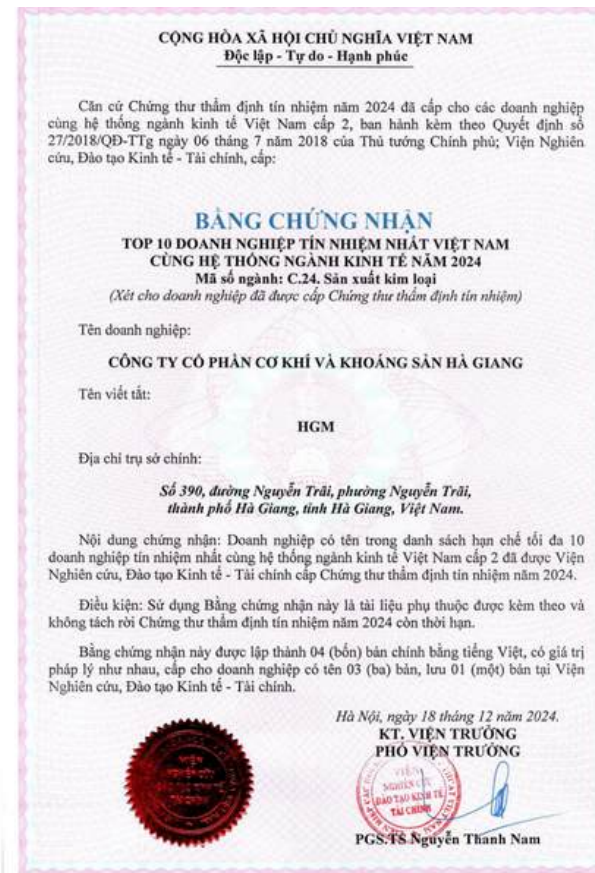 CỘNG HÒA XÃ HỘI CHỦ NGHĨA VIỆT NAM
Độc lập - Tự do - Hạnh phúc
Căn cứ Chứng thư thẩm định tín nhiệm năm 2024 đã cấp cho các doanh nghiệp
cùng hệ thống ngành kinh tế Việt Nam cấp 2, ban hành kèm theo Quyết định số
27/2018/QĐ-TTg ngày 06 tháng 7 năm 2018 của Thủ tướng Chính phủ; Viện Nghiên
cứu, Đào tạo Kinh tế - Tài chính, cấp:
BẰNG CHỨNG NHẬN
TOP 10 DOANH NGHIỆP TÍN NHIỆM NHẤT VIỆT NAM
CÙNG HỆ THỐNG NGÀNH KINH TẾ NĂM 2024
Mã số ngành: C.24. Sản xuất kim loại
(Xét cho doanh nghiệp đã được cấp Chứng thư thẩm định tín nhiệm)
Tên doanh nghiệp:
CÔNG TY CỔ PHẦN CƠ KHÍ VÀ KHOÁNG SẢN HÀ GIANG
Tên viết tắt:
HGM
Địa chỉ trụ sở chính:
Số 390, đường Nguyễn Trãi, phường Nguyễn Trãi,
thành phố Hà Giang, tỉnh Hà Giang, Việt Nam.
Nội dung chứng nhận: Doanh nghiệp có tên trong danh sách hạn chế tối đa 10
doanh nghiệp tín nhiệm nhất cùng hệ thống ngành kinh tế Việt Nam cấp 2 đã được Viện
Nghiên cứu, Đào tạo Kinh tế - Tài chính cấp Chứng thư thẩm định tín nhiệm năm 2024.
Điều kiện: Sử dụng Bằng chứng nhận này là tài liệu phụ thuộc được kèm theo và
không tách rời Chứng thư thẩm định tín nhiệm năm 2024 còn thời hạn.
Bằng chứng nhận này được lập thành 04 (bốn) bản chính bằng tiếng Việt, có giá trị
pháp lý như nhau, cấp cho doanh nghiệp có tên 03 (ba) bản, lưu 01 (một) bản tại Viện
Nghiên cứu, Đào tạo Kinh tế - Tài chính.
Hà Nội, ngày 18 tháng 12 năm 2024.
KT. VIỆN TRƯỞNG
PHÓ VIỆN TRƯỞNG
VIỆN
NGHIÊN CỨU
ĐÀO TẠO KINH TẾ
TÀI CHÍNH
PGS.TS Nguyễn Thanh Nam